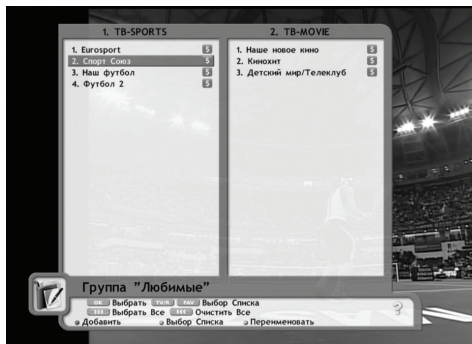 1. TB-SPORTS
1. Eurosport S
2. Спорт Союз S
3. Наш футбол S
4. Футбол 2 S
2. TB-MOVIE
1. Наше новое кино S
2. Кинохит S
3. Детский мир/Телеклуб S
Группа "Любимые"
OK Выбрать TV/R FAV Выбор Списка
Выбрать Все Очистить Все
Добавить Выбор Списка Переименовать
?